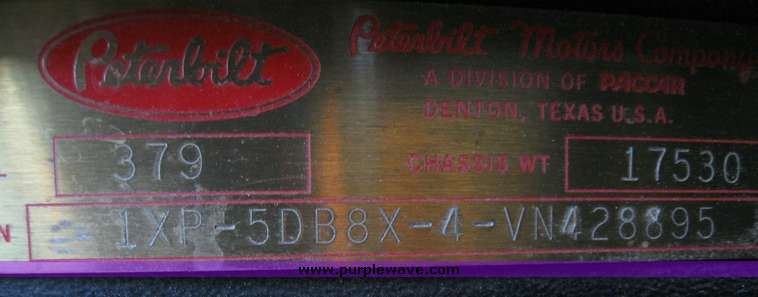 Peterbilt
Peterbilt Motors Company
A DIVISION OF PACCAR
DENTON, TEXAS U.S.A.
379
CHASSIS WT 17530
N -1XP-5DB8X-4-VN428895
www.purplewave.com